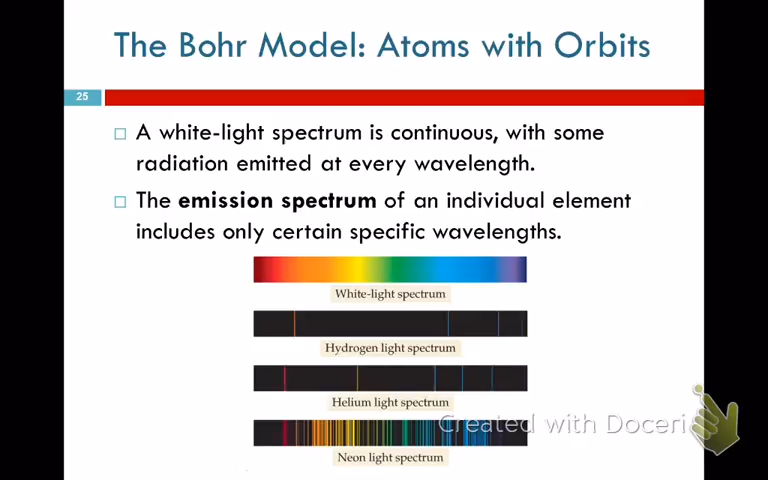 The Bohr Model: Atoms with Orbits
25
A white-light spectrum is continuous, with some
radiation emitted at every wavelength.
The emission spectrum of an individual element
includes only certain specific wavelengths.
White-light spectrum
Hydrogen light spectrum
Helium light spectrum
Created with Doceri
Neon light spectrum